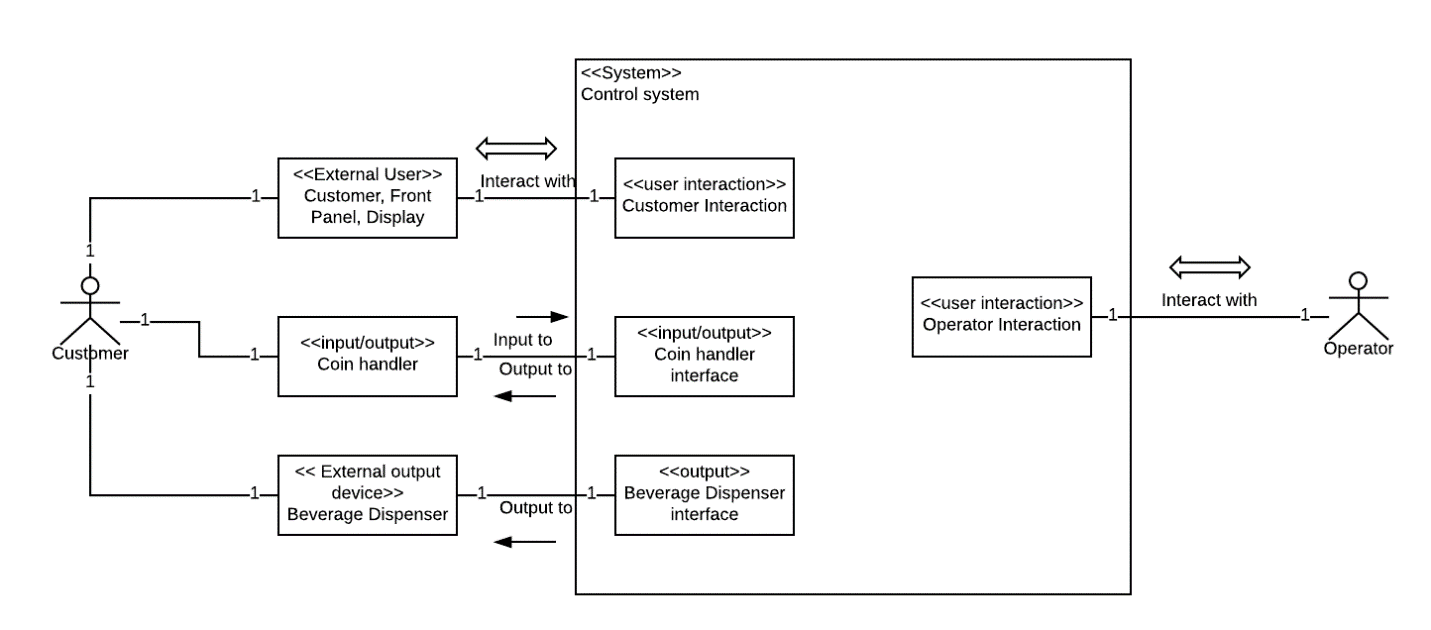 <<System>>
Control system
<<External User>>
Customer, Front
Panel, Display
1
1
Interact with
1
1
<<user interaction>>
Customer Interaction
1
Customer
1
1
<<input/output>>
Coin handler
1
Input to
Output to
1
<<input/output>>
Coin handler
interface
1
1
<< External output
device>>
Beverage Dispenser
1
Output to
1
<<output>>
Beverage Dispenser
interface
<<user interaction>>
Operator Interaction
1
Interact with
1
Operator